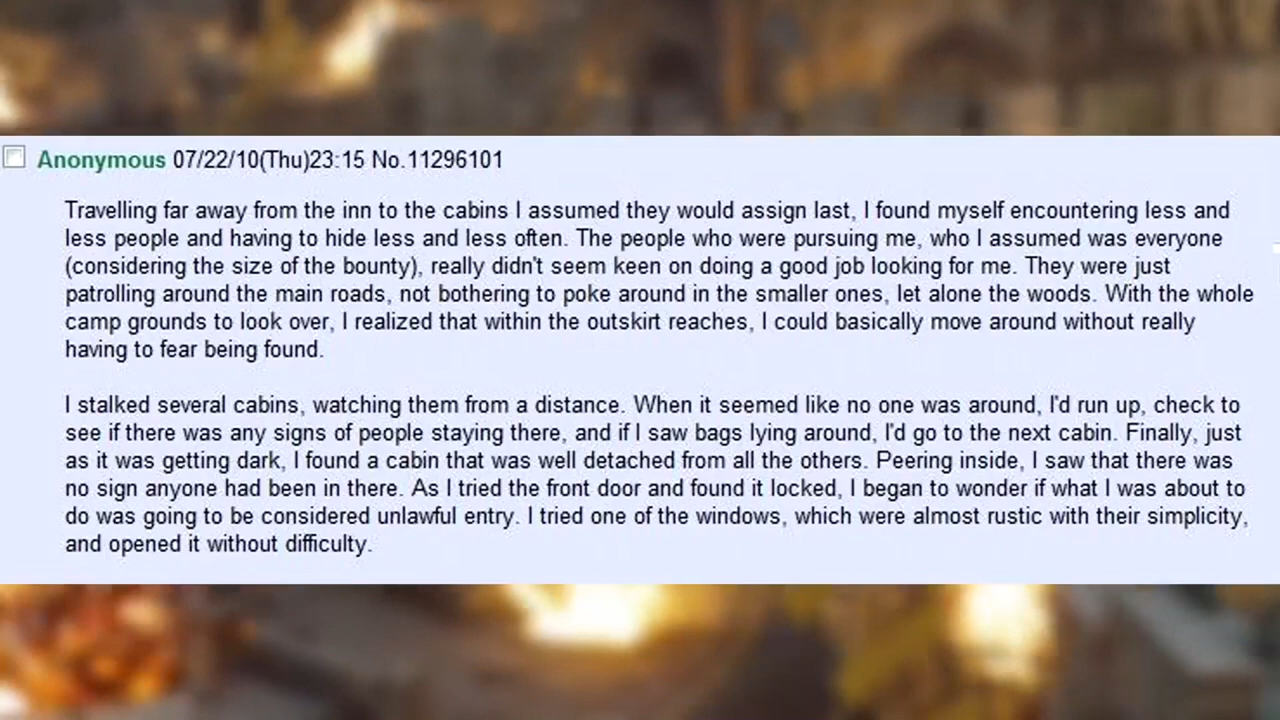 Anonymous 07/22/10(Thu)23:15 No.11296101
Travelling far away from the inn to the cabins I assumed they would assign last, I found myself encountering less and
less people and having to hide less and less often. The people who were pursuing me, who I assumed was everyone
(considering the size of the bounty), really didn't seem keen on doing a good job looking for me. They were just
patrolling around the main roads, not bothering to poke around in the smaller ones, let alone the woods. With the whole
camp grounds to look over, I realized that within the outskirt reaches, I could basically move around without really
having to fear being found.
I stalked several cabins, watching them from a distance. When it seemed like no one was around, I'd run up, check to
see if there was any signs of people staying there, and if I saw bags lying around, I'd go to the next cabin. Finally, just
as it was getting dark, I found a cabin that was well detached from all the others. Peering inside, I saw that there was
no sign anyone had been in there. As I tried the front door and found it locked, I began to wonder if what I was about to
do was going to be considered unlawful entry. I tried one of the windows, which were almost rustic with their simplicity,
and opened it without difficulty.